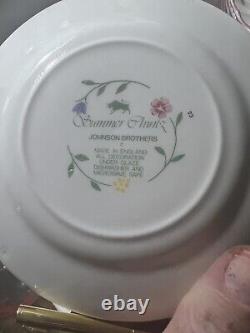 Summer Chintz
JOHNSON BROTHERS
MADE IN ENGLAND
ALL DECORATION
UNDER GLAZE
DISHWASHER AND
MICROWAVE SAFE